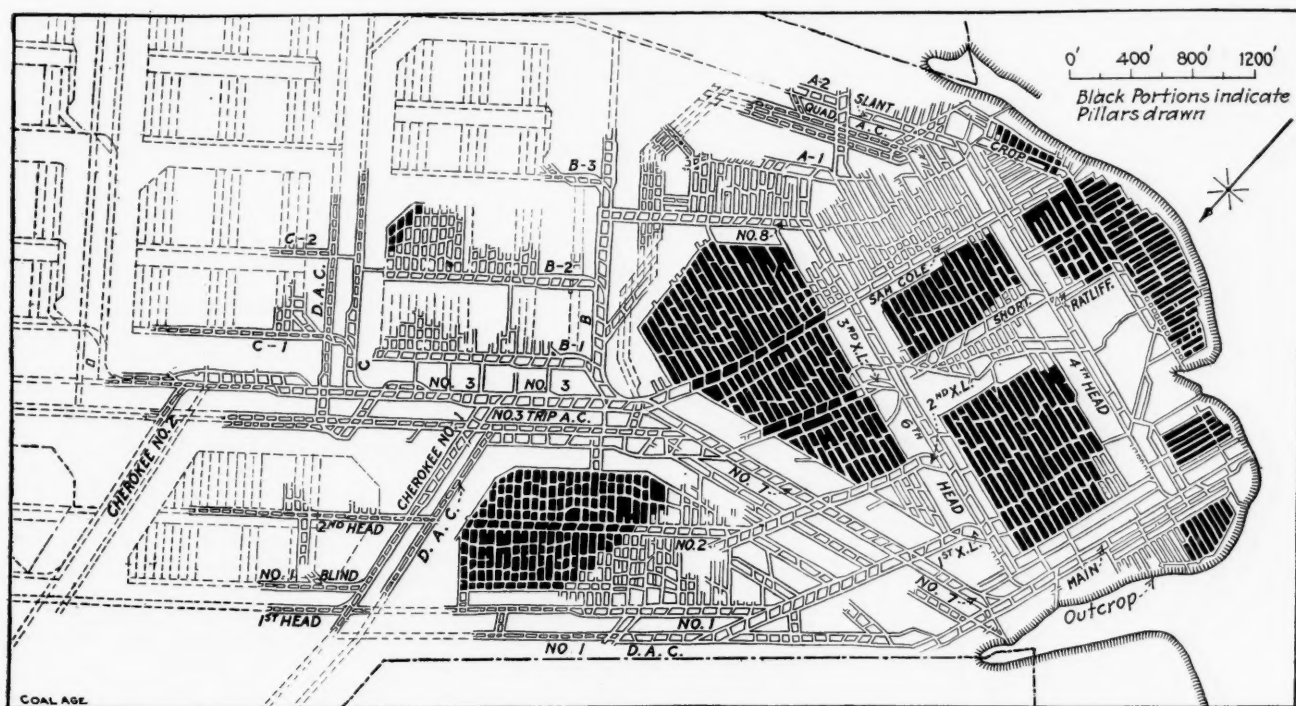 0' 400' 800' 1200'
Black Portions indicate
Pillars drawn
A-2
SLANT
QUAD.
A. C.
CROP
A-1
B-3
NO. 8
C-2
D. A. C.
B-2
B
SAM COLE
SHORT
RATLIFF
3RD X.L.
C-1
C
B-1
D
NO. 3
NO. 3
2ND X.L.
4TH HEAD
NO. 3 TRIP A.C.
6TH
HEAD
CHEROKEE NO. 2
CHEROKEE NO. 1
NO. 7-4
2ND HEAD
D. A. C.
NO. 2
1ST X.L.
NO. 1 BLIND
NO. 7-4
MAIN
Outcrop
1ST HEAD
NO. 1
NO. 1 D. A. C.
COAL AGE